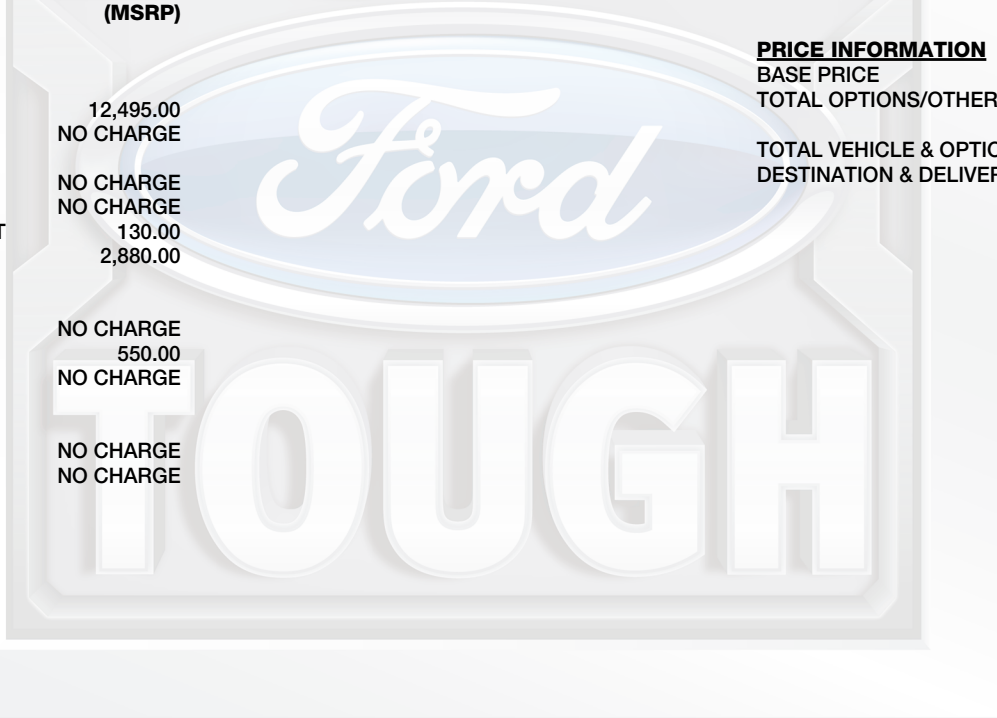 (MSRP)
12,495.00
NO CHARGE
NO CHARGE
NO CHARGE
130.00
2,880.00
NO CHARGE
550.00
NO CHARGE
NO CHARGE
NO CHARGE
PRICE INFORMATION
BASE PRICE
TOTAL OPTIONS/OTHER
TOTAL VEHICLE & OPTIO
DESTINATION & DELIVER
Ford
TOUGH